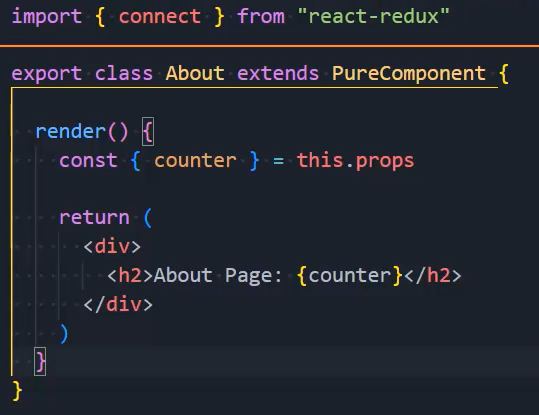 import { connect } from "react-redux"
export class About extends PureComponent {
render() {
const { counter } = this.props
return (
<div>
<h2>About Page: {counter}</h2>
</div>
)
}
}